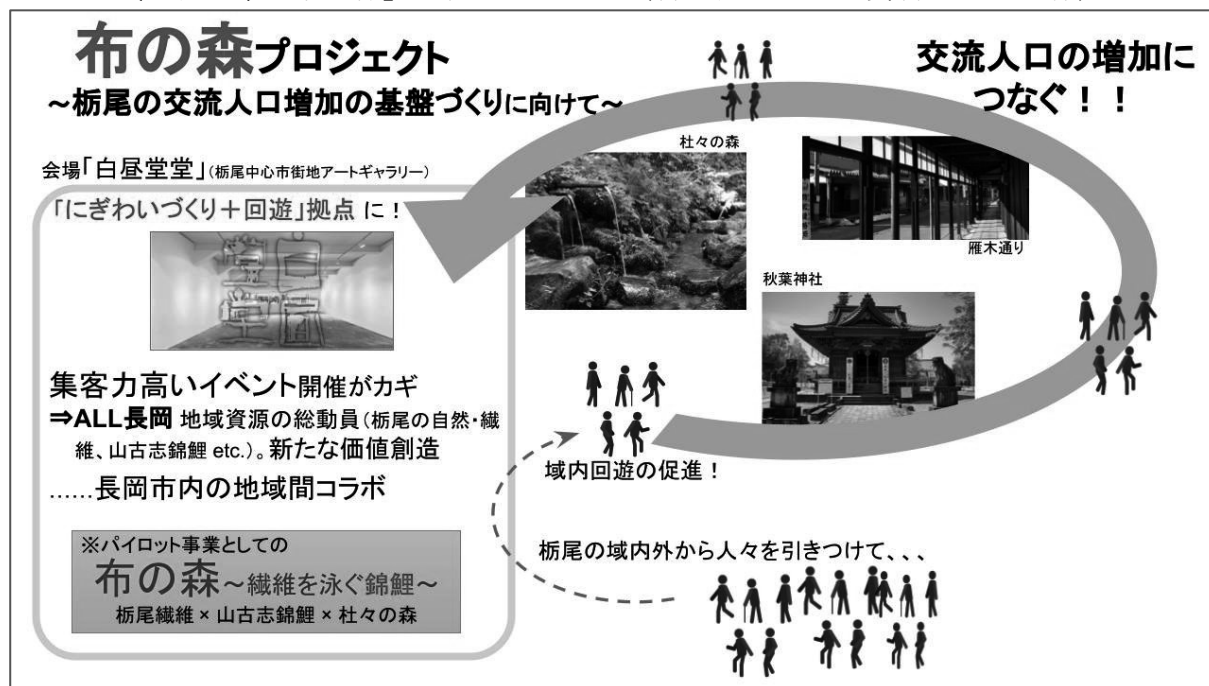 布の森プロジェクト
~栃尾の交流人口増加の基盤づくりに向けて~
交流人口の増加に
つなぐ！！
会場「白昼堂堂」(栃尾中心市街地アートギャラリー)
「にぎわいづくり＋回遊」拠点 に！
杜々の森
雁木通り
秋葉神社
集客力高いイベント開催がカギ
⇒ALL長岡 地域資源の総動員(栃尾の自然・繊
維、山古志錦鯉 etc.)。新たな価値創造
……長岡市内の地域間コラボ
域内回遊の促進！
栃尾の域内外から人々を引きつけて、、、
※パイロット事業としての
布の森~繊維を泳ぐ錦鯉~
栃尾繊維 × 山古志錦鯉 × 杜々の森